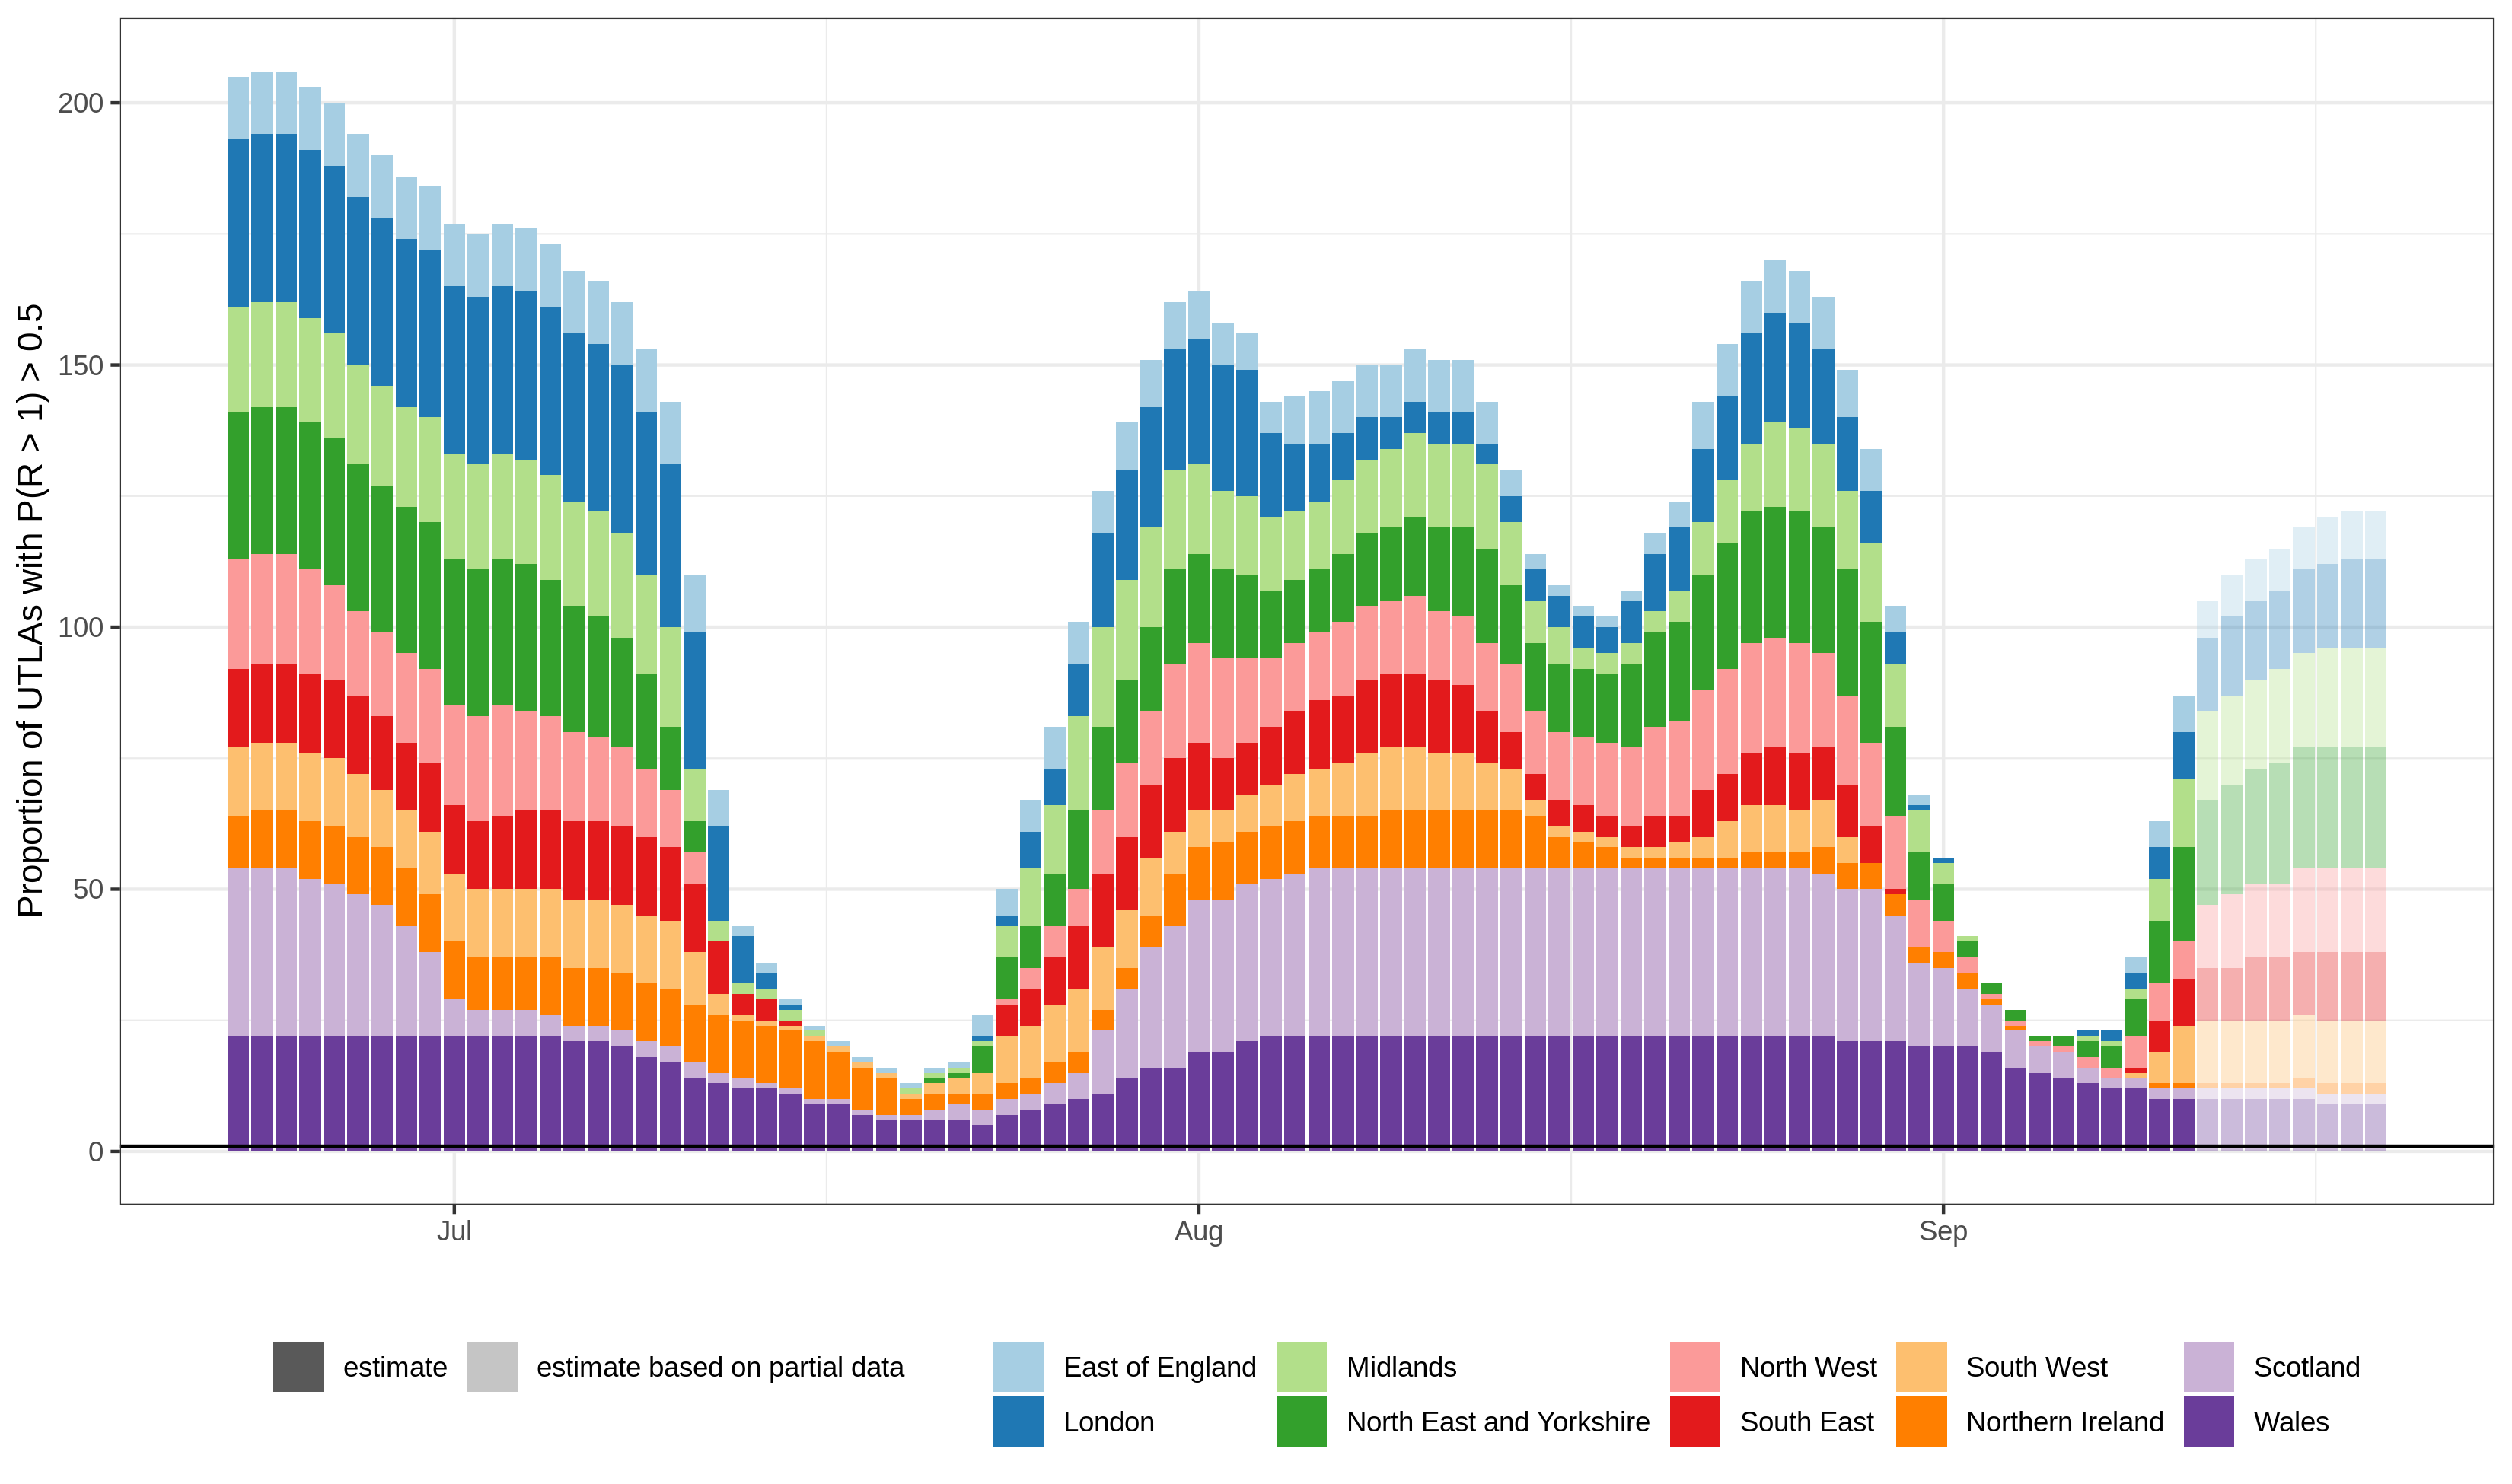 Proportion of UTLAs with P(R > 1) > 0.5
200
150
100
50
0
Jul Aug Sep
estimate estimate based on partial data East of England Midlands North West South West Scotland
London North East and Yorkshire South East Northern Ireland Wales